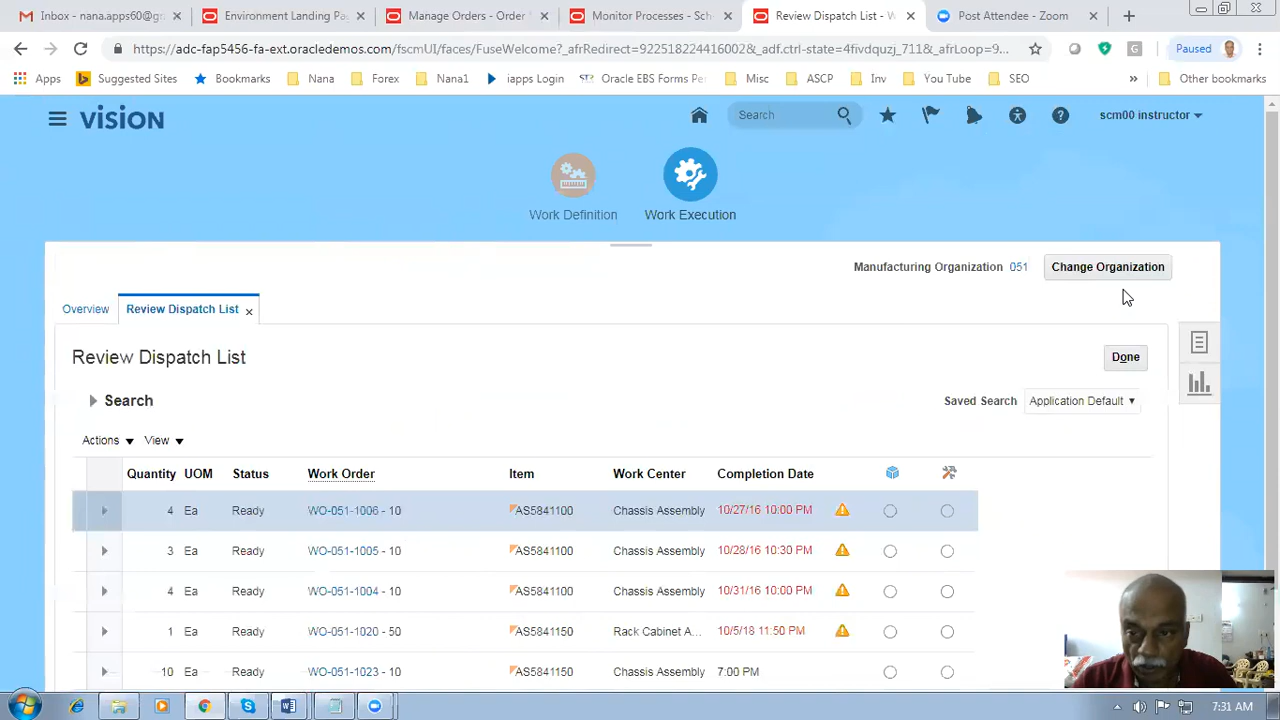 Inbox - nana.apps60@gr
Environment Landing Pa
Manage Orders - Order
Monitor Processes - Sch
Review Dispatch List - W
Post Attendee - Zoom
https://adc-fap5456-fa-ext.oracledemos.com/fscmUI/faces/FuseWelcome?_afrRedirect=922518224416002&_adf.ctrl-state=4fivdquzj_711&_afrLoop=9...
Paused
Apps Suggested Sites Bookmarks Nana Forex Nana1 iapps Login Oracle EBS Forms Per Misc ASCP Inv You Tube SEO » Other bookmarks
VISION Search scm00 instructor
Work Definition Work Execution
Manufacturing Organization 051 Change Organization
Overview Review Dispatch List
Review Dispatch List Done
Search Saved Search Application Default
Actions View
Quantity UOM Status Work Order Item Work Center Completion Date
4 Ea Ready WO-051-1006 - 10 AS5841100 Chassis Assembly 10/27/16 10:00 PM
3 Ea Ready WO-051-1005 - 10 AS5841100 Chassis Assembly 10/28/16 10:30 PM
4 Ea Ready WO-051-1004 - 10 AS5841100 Chassis Assembly 10/31/16 10:00 PM
1 Ea Ready WO-051-1020 - 50 AS5841150 Rack Cabinet A... 10/5/18 11:50 PM
10 Ea Ready WO-051-1023 - 10 AS5841150 Chassis Assembly 7:00 PM
7:31 AM